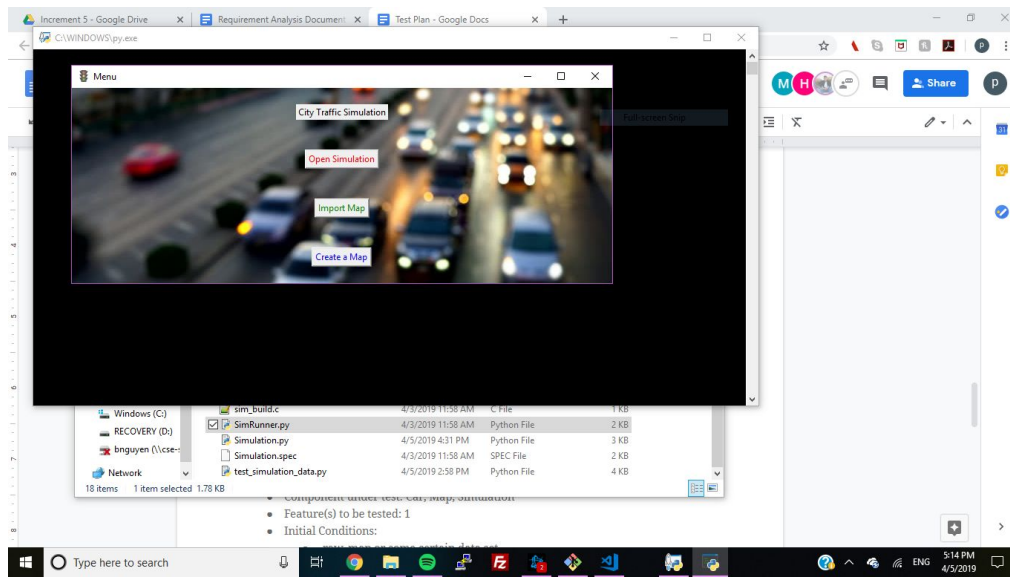 Increment 5 - Google Drive
Requirement Analysis Document
Test Plan - Google Docs
C:\WINDOWS\py.exe
Menu
City Traffic Simulation
Open Simulation
Import Map
Create a Map
Full-screen Snip
M H
Share
P
31
Windows (C:)
RECOVERY (D:)
bnguyen (\\cse-s
Network
sim_build.c 4/3/2019 11:58 AM C File 1 KB
SimRunner.py 4/3/2019 11:58 AM Python File 2 KB
Simulation.py 4/5/2019 4:31 PM Python File 3 KB
Simulation.spec 4/3/2019 11:58 AM SPEC File 2 KB
test_simulation_data.py 4/5/2019 2:58 PM Python File 4 KB
18 items 1 item selected 1.78 KB
Component under test: Car, Map, Simulation
Feature(s) to be tested: 1
Initial Conditions:
Type here to search
ENG
5:14 PM
4/5/2019